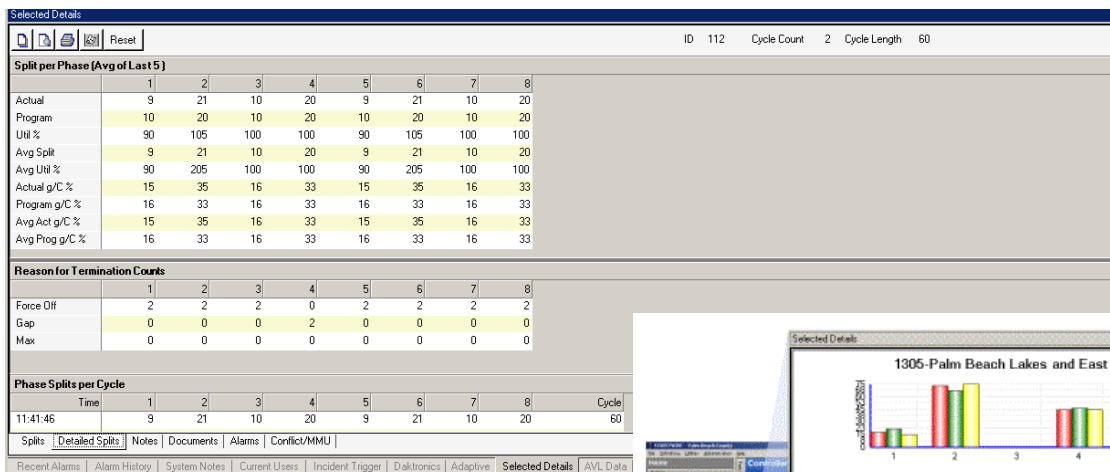 Selected Details
Reset ID 112 Cycle Count 2 Cycle Length 60
Split per Phase (Avg of Last 5 )
1 2 3 4 5 6 7 8
Actual 9 21 10 20 9 21 10 20
Program 10 20 10 20 10 20 10 20
Util % 90 105 100 100 90 105 100 100
Avg Split 9 21 10 20 9 21 10 20
Avg Util % 90 205 100 100 90 205 100 100
Actual g/C % 15 35 16 33 15 35 16 33
Program g/C % 16 33 16 33 16 33 16 33
Avg Act g/C % 15 35 16 33 15 35 16 33
Avg Prog g/C % 16 33 16 33 16 33 16 33
Reason for Termination Counts
1 2 3 4 5 6 7 8
Force Off 2 2 2 0 2 2 2 2
Gap 0 0 0 2 0 0 0 0
Max 0 0 0 0 0 0 0 0
Phase Splits per Cycle
Time 1 2 3 4 5 6 7 8 Cycle
11:41:46 9 21 10 20 9 21 10 20 60
Splits Detailed Splits Notes Documents Alarms Conflict/MMU
Recent Alarms Alarm History System Notes Current Users Incident Trigger Daktronics Adaptive Selected Details AVL Data
Selected Details
1305-Palm Beach Lakes and East
1 2 3 4
Controller